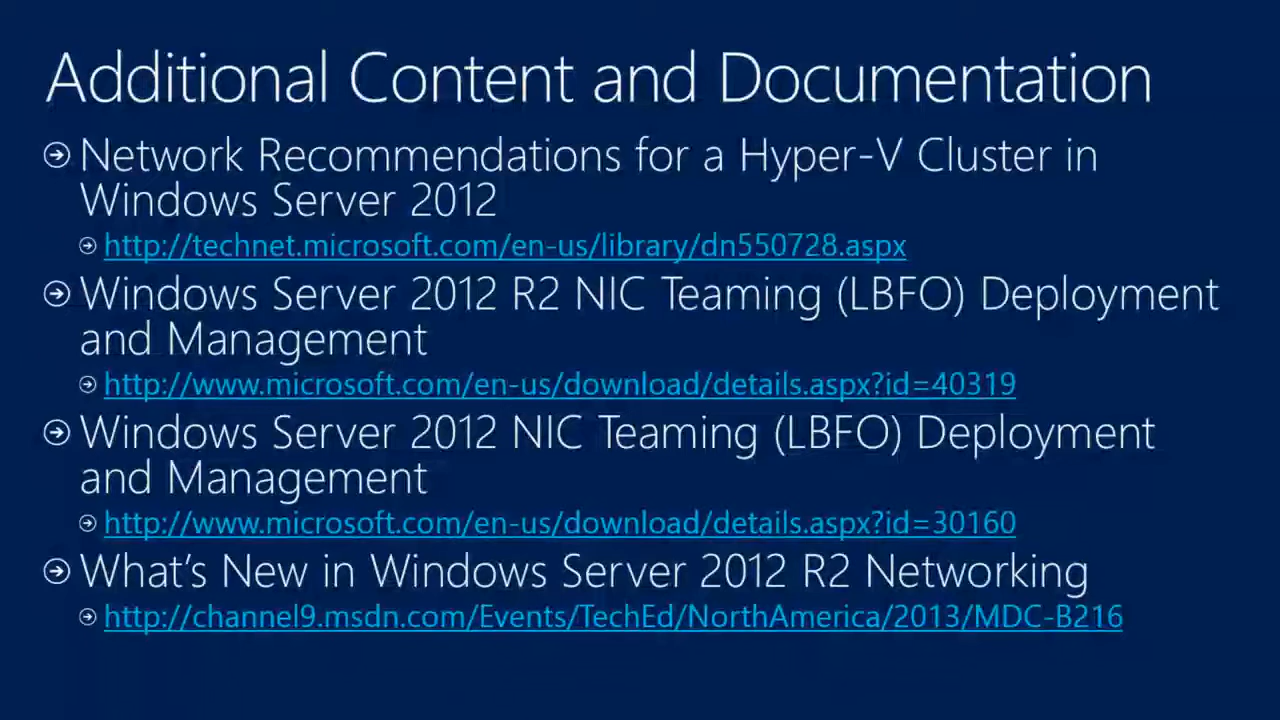 Additional Content and Documentation
Network Recommendations for a Hyper-V Cluster in
Windows Server 2012
http://technet.microsoft.com/en-us/library/dn550728.aspx
Windows Server 2012 R2 NIC Teaming (LBFO) Deployment
and Management
http://www.microsoft.com/en-us/download/details.aspx?id=40319
Windows Server 2012 NIC Teaming (LBFO) Deployment
and Management
http://www.microsoft.com/en-us/download/details.aspx?id=30160
What's New in Windows Server 2012 R2 Networking
http://channel9.msdn.com/Events/TechEd/NorthAmerica/2013/MDC-B216